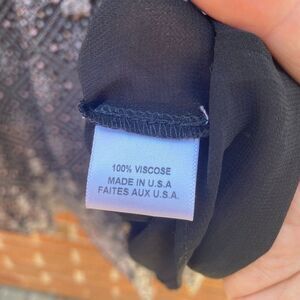 100% VISCOSE
MADE IN U.S.A
FAITES AUX U.S.A.